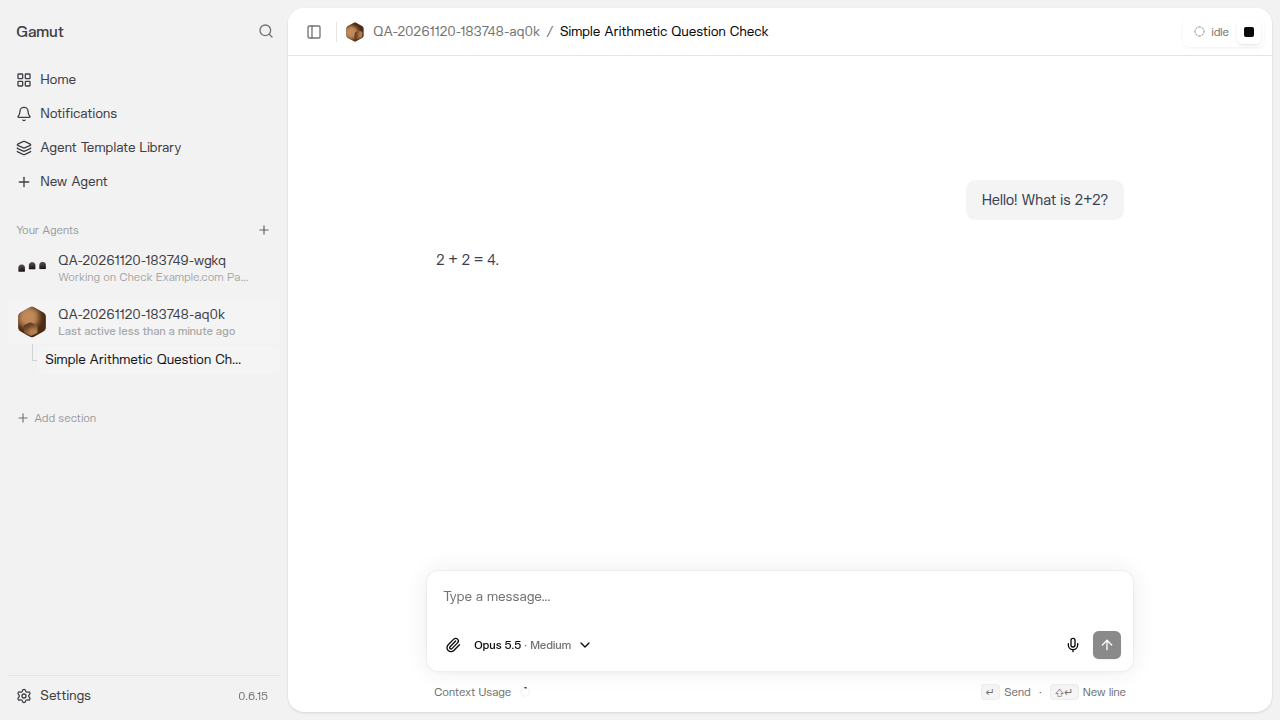 Gamut
Home
Notifications
Agent Template Library
New Agent
Your Agents
QA-20261120-183749-wgkq
Working on Check Example.com Pa...
QA-20261120-183748-aq0k
Last active less than a minute ago
Simple Arithmetic Question Ch...
Add section
Settings
0.6.15
QA-20261120-183748-aq0k / Simple Arithmetic Question Check
idle
Hello! What is 2+2?
2 + 2 = 4.
Type a message...
Opus 5.5 · Medium
Context Usage
Send · New line